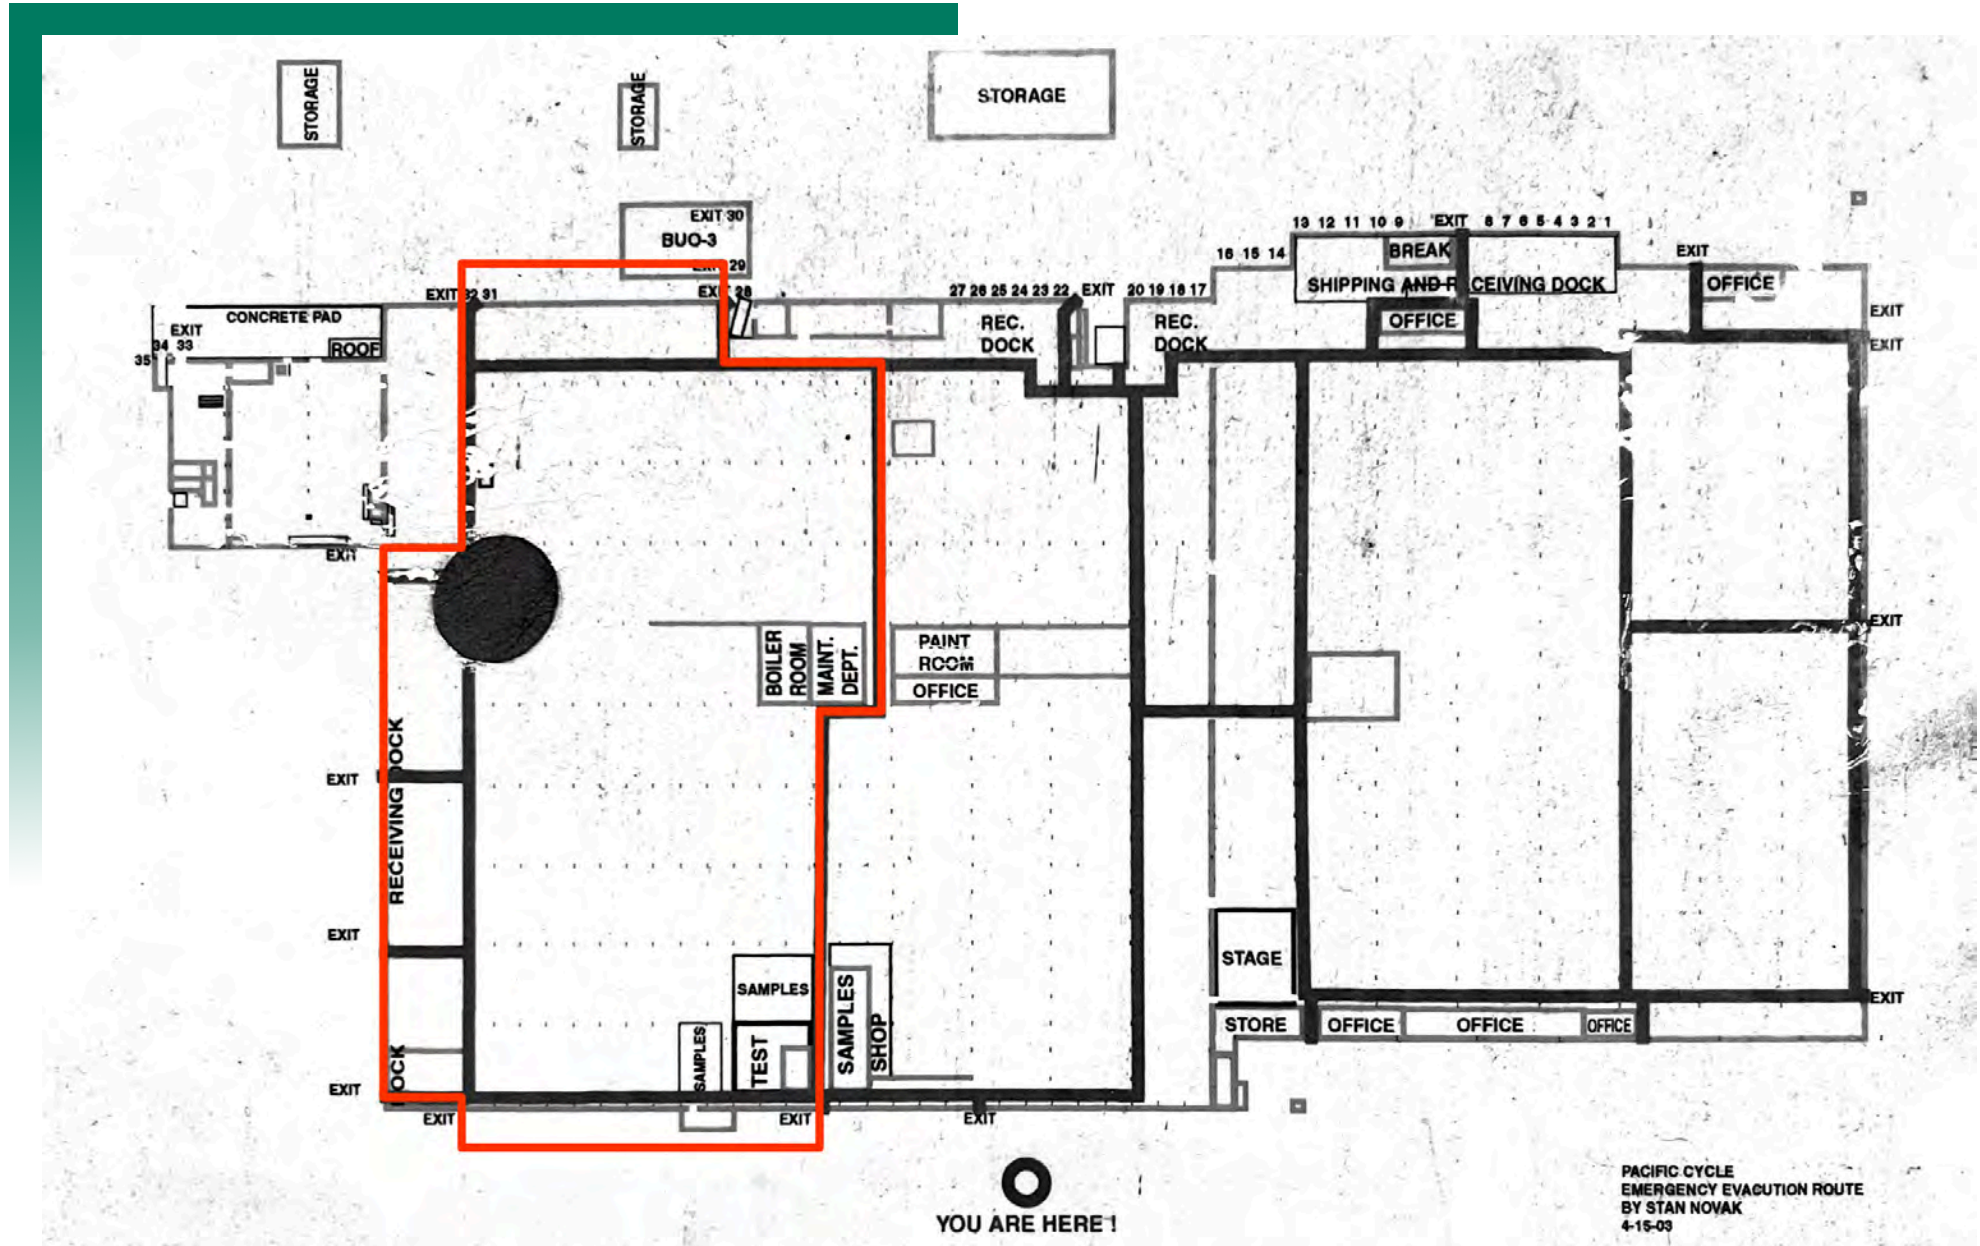 STORAGE
STORAGE
STORAGE
EXIT 30
BUO-3
EXIT 29
13 12 11 10 9 EXIT 8 7 6 5 4 3 2 1
BREAK
16 15 14
EXIT
SHIPPING AND RECEIVING DOCK
OFFICE
EXIT 32 31
EXIT 28
27 26 25 24 23 22 EXIT 20 19 18 17
CONCRETE PAD
EXIT
34 33
35
ROOF
REC.
DOCK
REC.
DOCK
OFFICE
EXIT
EXIT
EXIT
BOILER
ROOM
MAINT.
DEPT.
PAINT
ROOM
OFFICE
EXIT
RECEIVING DOCK
EXIT
EXIT
STAGE
SAMPLES
SAMPLES
TEST
SAMPLES
SHOP
EXIT
STORE
OFFICE
OFFICE
OFFICE
EXIT
EXIT
EXIT
EXIT
YOU ARE HERE !
PACIFIC CYCLE
EMERGENCY EVACUTION ROUTE
BY STAN NOVAK
4-15-03